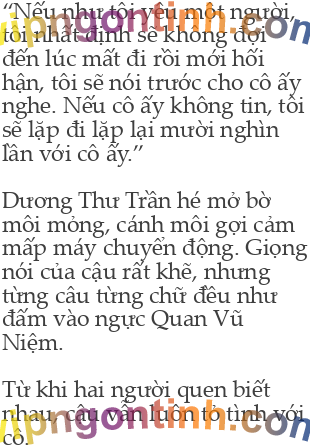 “Nếu như tôi yêu một người,
tôi nhất định sẽ không đợi
đến lúc mất đi rồi mới hối
hận, tôi sẽ nói trước cho cô ấy
nghe. Nếu cô ấy không tin, tôi
sẽ lặp đi lặp lại mười nghìn
lần với cô ấy.”
Dương Thư Trần hé mở bờ
môi mỏng, cánh môi gợi cảm
mấp máy chuyển động. Giọng
nói của cậu rất khẽ, nhưng
từng câu từng chữ đều như
đấm vào ngực Quan Vũ
Niệm.
Từ khi hai người quen biết
nhau, cậu vẫn luôn tỏ tình với
cô.
vipngontinh.com
vipngontinh.com